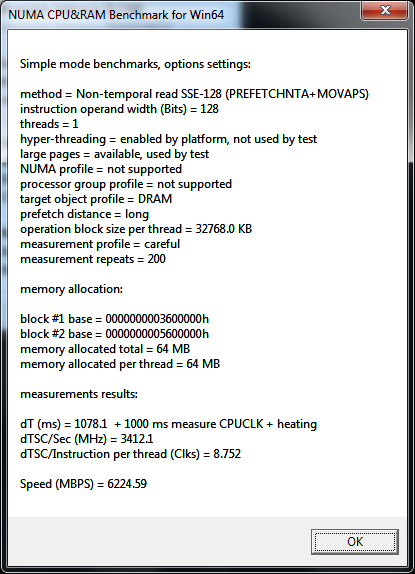 NUMA CPU&RAM Benchmark for Win64
Simple mode benchmarks, options settings:
method = Non-temporal read SSE-128 (PREFETCHNTA+MOVAPS)
instruction operand width (Bits) = 128
threads = 1
hyper-threading = enabled by platform, not used by test
large pages = available, used by test
NUMA profile = not supported
processor group profile = not supported
target object profile = DRAM
prefetch distance = long
operation block size per thread = 32768.0 KB
measurement profile = careful
measurement repeats = 200
memory allocation:
block #1 base = 0000000003600000h
block #2 base = 0000000005600000h
memory allocated total = 64 MB
memory allocated per thread = 64 MB
measurements results:
dT (ms) = 1078.1  + 1000 ms measure CPUCLK + heating
dTSC/Sec (MHz) = 3412.1
dTSC/Instruction per thread (Clks) = 8.752
Speed (MBPS) = 6224.59
OK